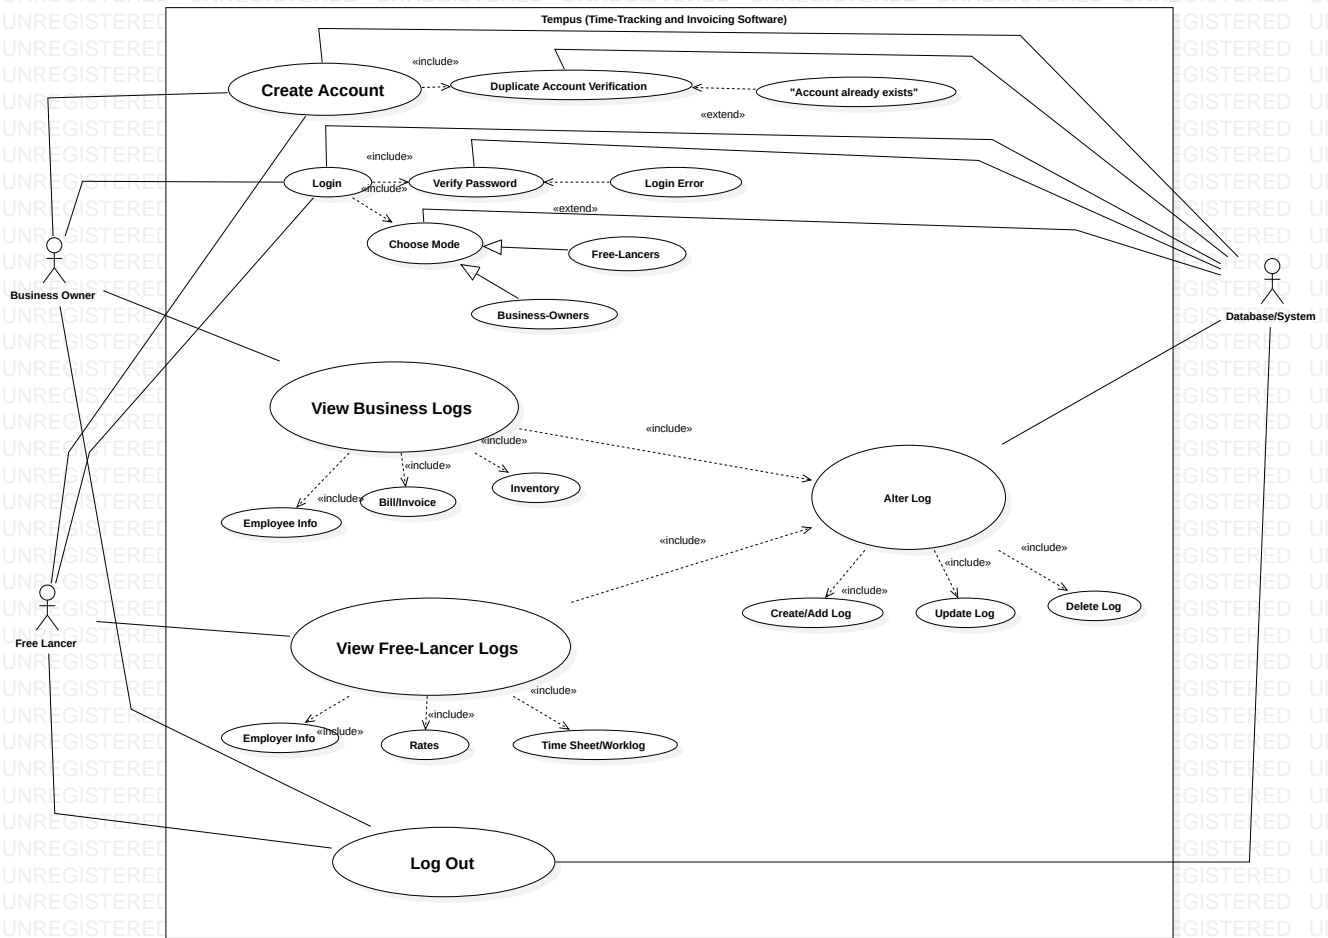 Tempus (Time-Tracking and Invoicing Software)
«include»
Create Account
Duplicate Account Verification
"Account already exists"
«extend»
«include»
Login
«include»
Verify Password
Login Error
«extend»
Choose Mode
Free-Lancers
Business Owner
Business-Owners
Database/System
View Business Logs
«include»
«include»
«include»
«include»
Employee Info
Bill/Invoice
Inventory
Alter Log
«include»
«include»
«include»
«include»
Create/Add Log
Update Log
Delete Log
Free Lancer
View Free-Lancer Logs
«include»
«include»
«include»
Employer Info
Rates
Time Sheet/Worklog
Log Out
UNREGISTERED